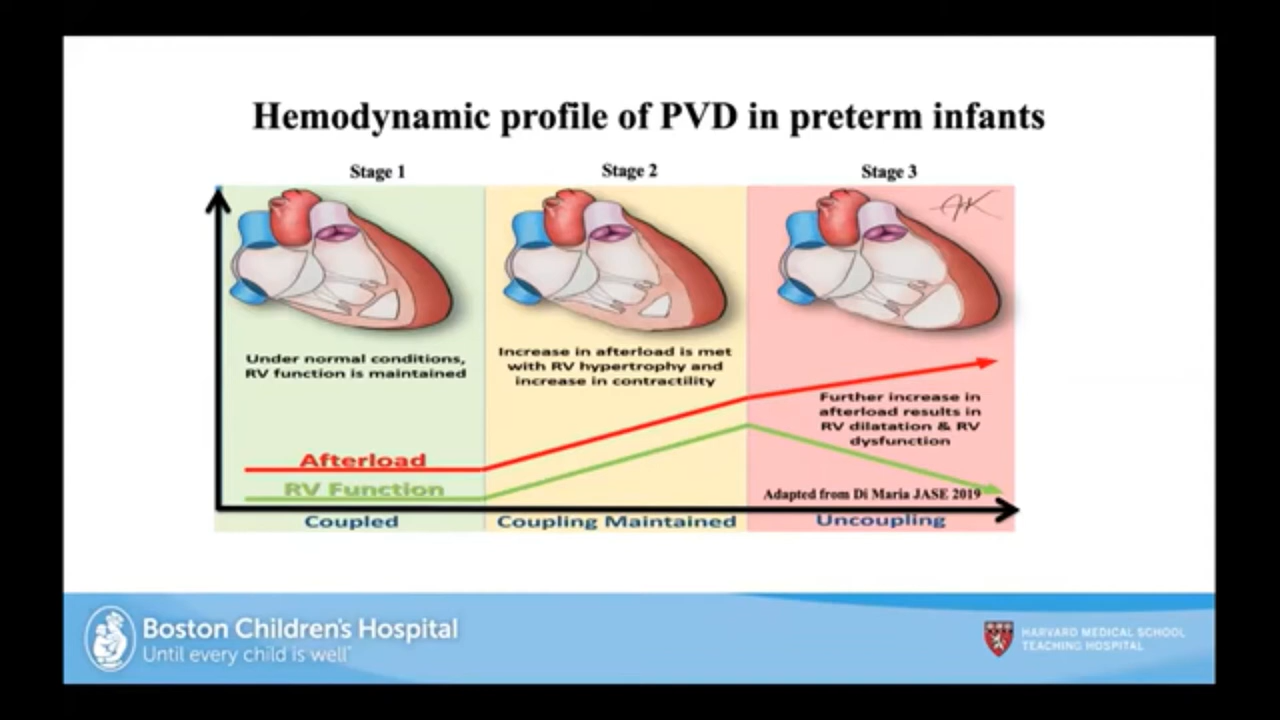 Hemodynamic profile of PVD in preterm infants
Stage 1
Stage 2
Stage 3
Under normal conditions,
RV function is maintained
Increase in afterload is met
with RV hypertrophy and
increase in contractility
Further increase in
afterload results in
RV dilatation & RV
dysfunction
Afterload
RV Function
Adapted from Di Maria JASE 2019
Coupled
Coupling Maintained
Uncoupling
Boston Children's Hospital
Until every child is well
HARVARD MEDICAL SCHOOL
TEACHING HOSPITAL